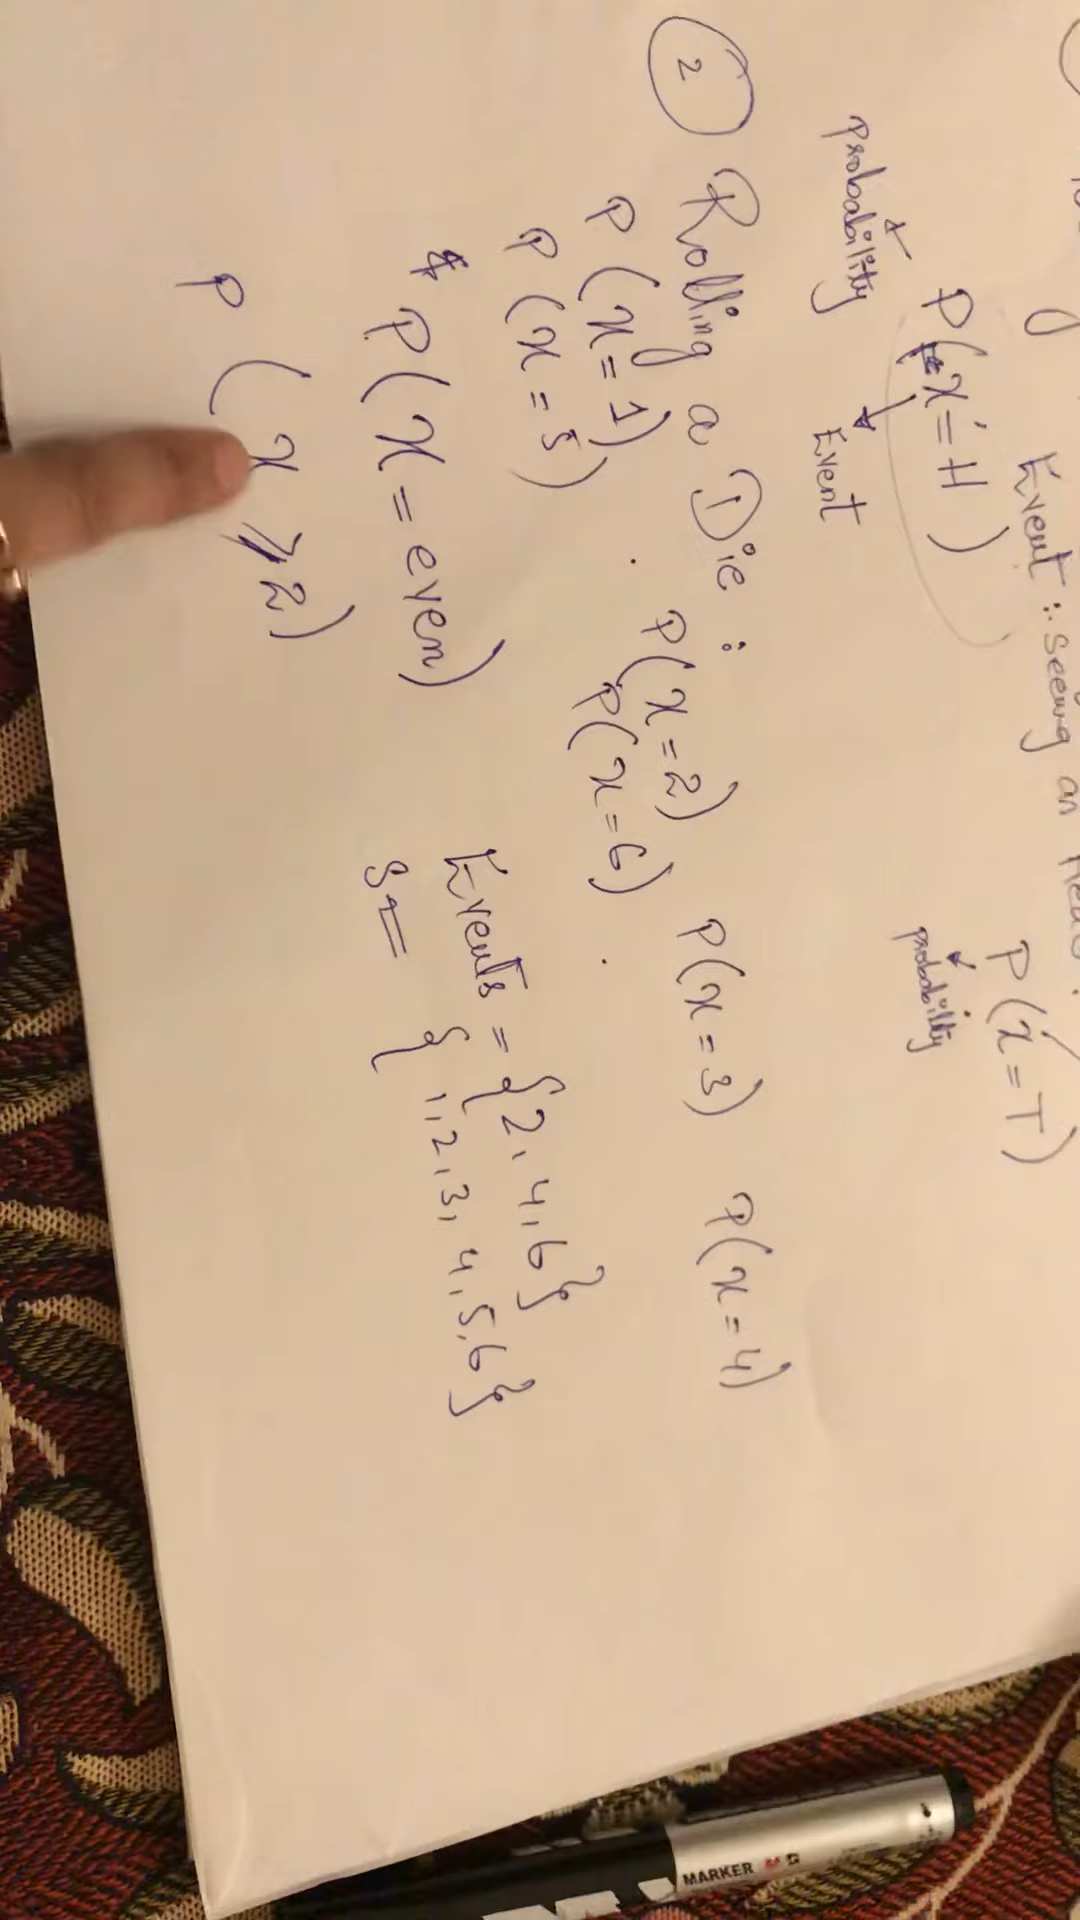 Event : Seeing an
P(x = H)
P(x = T)
probability
Event
probability
2 Rolling a Die :
P(x = 1)
P(x = 2)
P(x = 3)
P(x = 4)
P(x = 5)
P(x = 6)
P(x = even)
Events = {2, 4, 6}
S = {1, 2, 3, 4, 5, 6}
P(x ⩾ 2)
MARKER